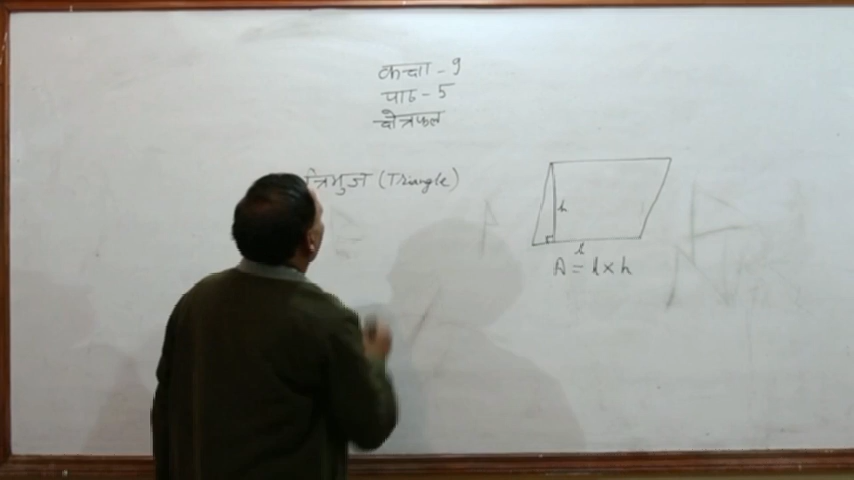 कक्षा - 9
पाठ - 5
क्षेत्रफल
त्रिभुज (Triangle)
h
l
A = l × h